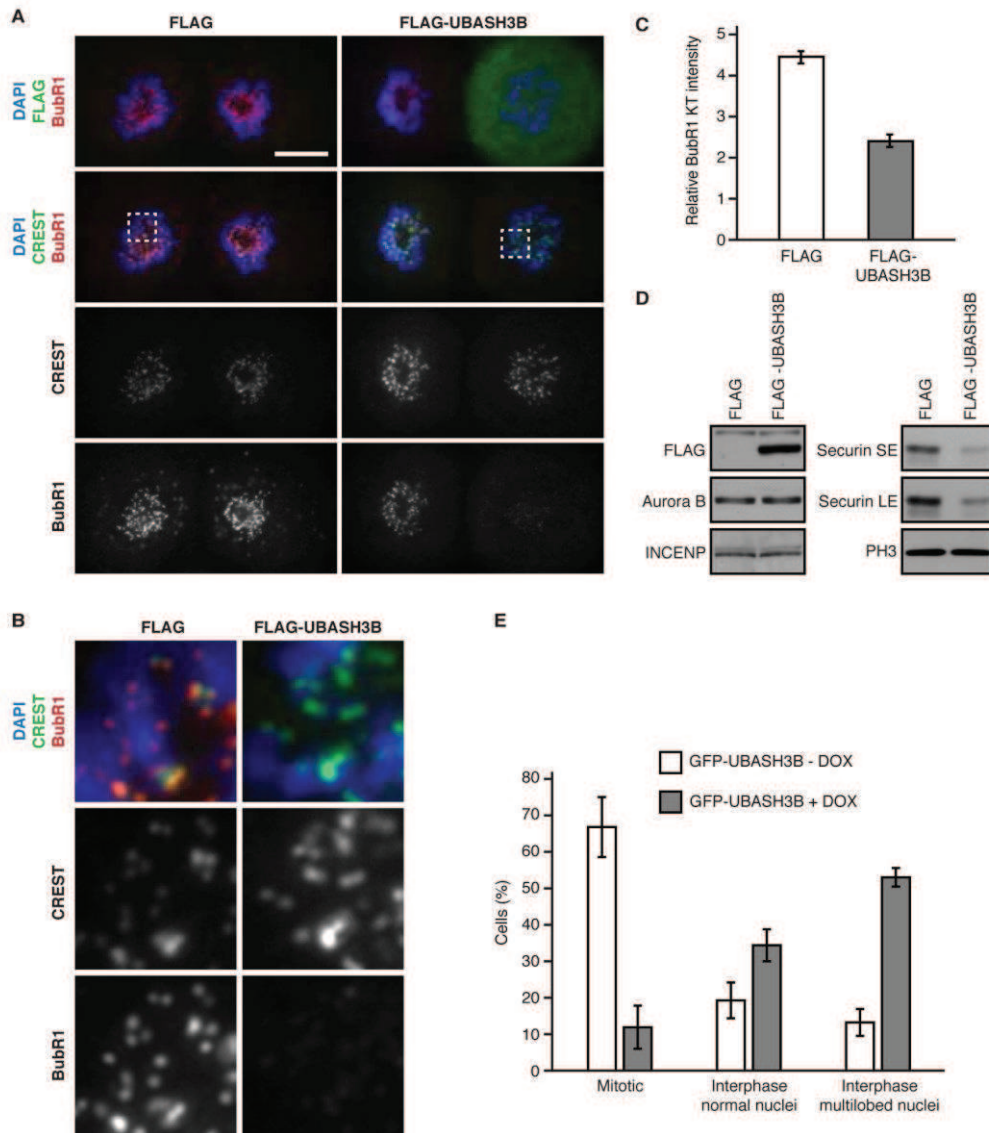 A
FLAG
FLAG-UBASH3B
DAPI
FLAG
BubR1
DAPI
CREST
BubR1
CREST
BubR1
B
FLAG
FLAG-UBASH3B
DAPI
CREST
BubR1
CREST
BubR1
C
Relative BubR1 KT intensity
5
4
3
2
1
0
FLAG
FLAG-
UBASH3B
D
FLAG
FLAG -UBASH3B
FLAG
Aurora B
INCENP
FLAG
FLAG -UBASH3B
Securin SE
Securin LE
PH3
E
GFP-UBASH3B - DOX
GFP-UBASH3B + DOX
Cells (%)
80
70
60
50
40
30
20
10
0
Mitotic
Interphase
normal nuclei
Interphase
multilobed nuclei